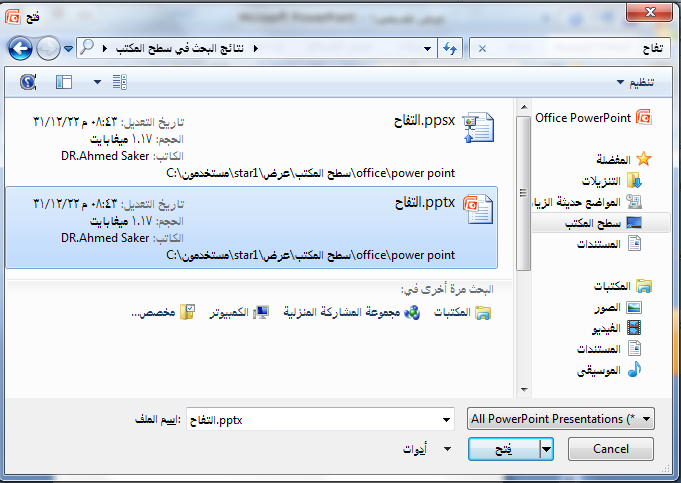 فتح
نتائج البحث في سطح المكتب
تفاح
تنظيم
Office PowerPoint
المفضلة
التنزيلات
المواضع حديثة الزيا
سطح المكتب
المستندات
المكتبات
الصور
الفيديو
المستندات
الموسيقى
التفاح.ppsx
تاريخ التعديل: ٠٨:٤٣ م ٣١/١٢/٢٢
الحجم: ١.١٧ ميغابايت
الكاتب: DR.Ahmed Saker
C:\مستخدمون\star1\سطح المكتب\عرض\office\power point
التفاح.pptx
تاريخ التعديل: ٠٨:٤٣ م ٣١/١٢/٢٢
الحجم: ١.١٧ ميغابايت
الكاتب: DR.Ahmed Saker
C:\مستخدمون\star1\سطح المكتب\عرض\office\power point
البحث مرة أخرى في:
المكتبات
مجموعة المشاركة المنزلية
الكمبيوتر
مخصص...
اسم الملف:
التفاح.pptx
All PowerPoint Presentations (*
أدوات
فتح
Cancel